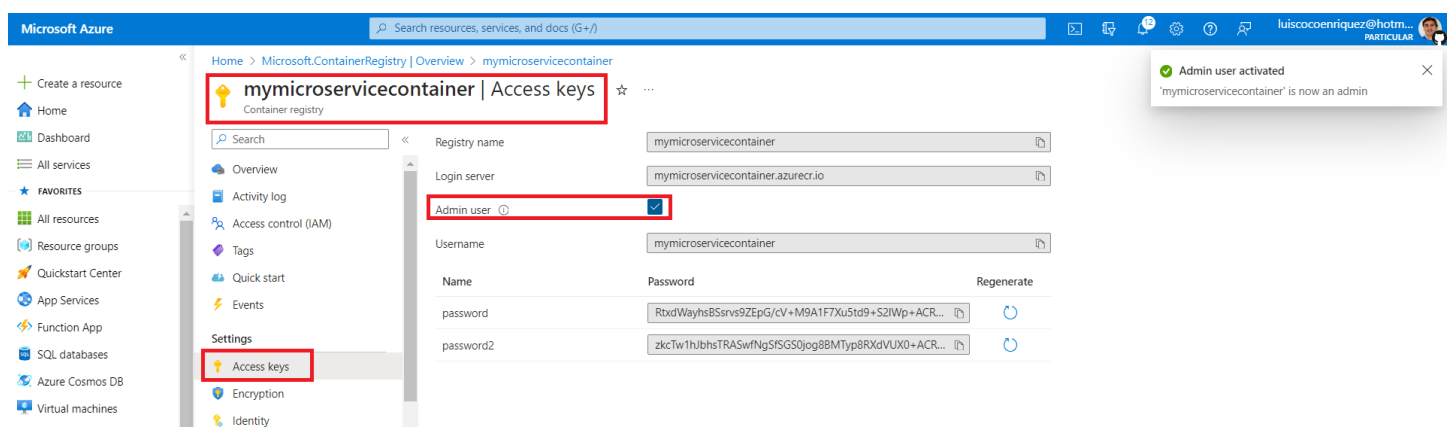 Microsoft Azure
Search resources, services, and docs (G+/)
12
luiscocoenriquez@hotm...
PARTICULAR
Create a resource
Home
Dashboard
All services
FAVORITES
All resources
Resource groups
Quickstart Center
App Services
Function App
SQL databases
Azure Cosmos DB
Virtual machines
Home > Microsoft.ContainerRegistry | Overview > mymicroservicecontainer
mymicroservicecontainer | Access keys
Container registry
Search
Overview
Activity log
Access control (IAM)
Tags
Quick start
Events
Settings
Access keys
Encryption
Identity
Registry name mymicroservicecontainer
Login server mymicroservicecontainer.azurecr.io
Admin user
Username mymicroservicecontainer
Name Password Regenerate
password RtxdWayhsBSsrvs9ZEpG/cV+M9A1F7Xu5td9+S2IWp+ACR...
password2 zkcTw1hJbhsTRASwfNgSfSGS0jog8BMTyp8RXdVUX0+ACR...
Admin user activated
'mymicroservicecontainer' is now an admin